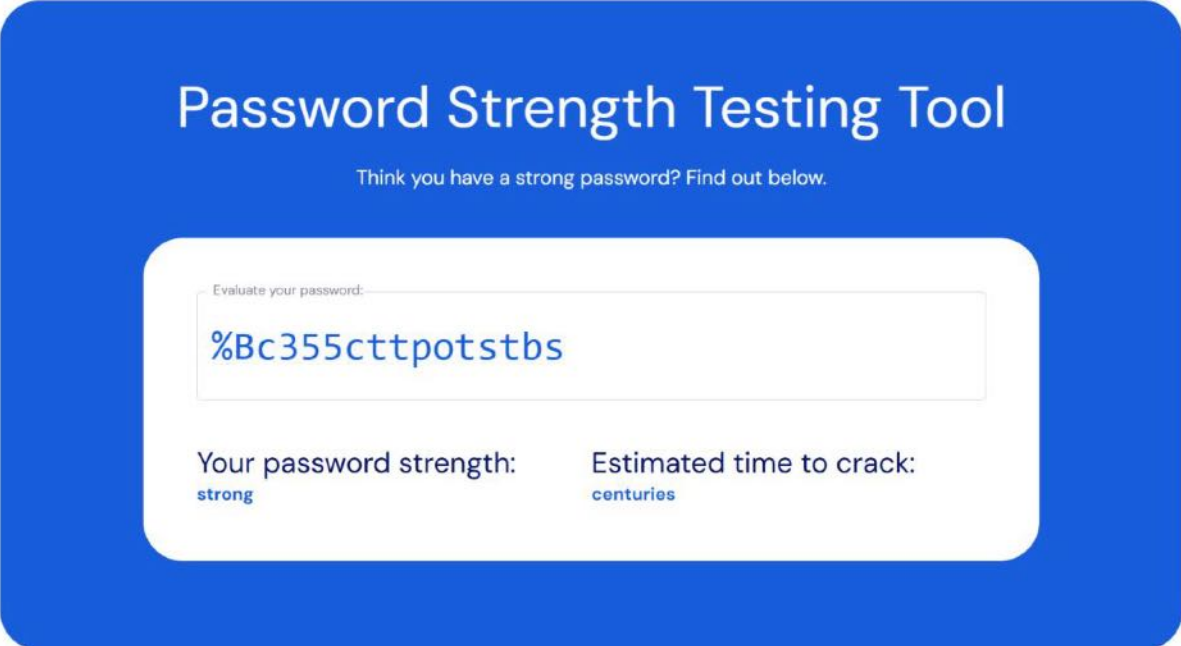 Password Strength Testing Tool
Think you have a strong password? Find out below.
Evaluate your password:
%Bc355cttpotstbs
Your password strength:
strong
Estimated time to crack:
centuries